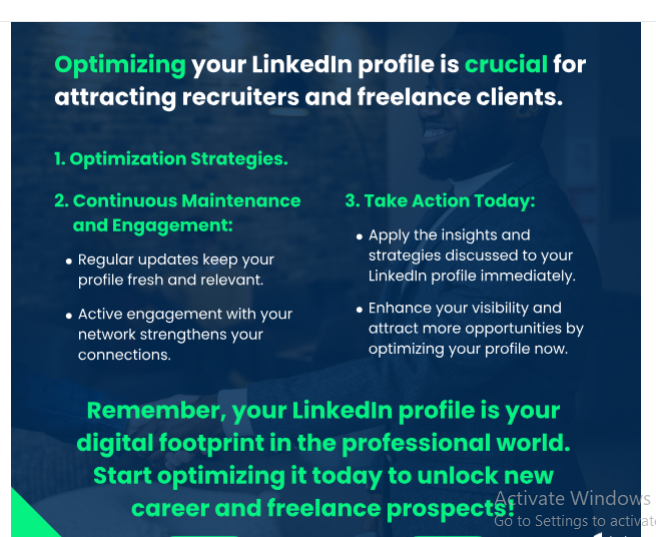 Optimizing your LinkedIn profile is crucial for
attracting recruiters and freelance clients.
1. Optimization Strategies.
2. Continuous Maintenance
and Engagement:
• Regular updates keep your
profile fresh and relevant.
• Active engagement with your
network strengthens your
connections.
3. Take Action Today:
• Apply the insights and
strategies discussed to your
LinkedIn profile immediately.
• Enhance your visibility and
attract more opportunities by
optimizing your profile now.
Remember, your LinkedIn profile is your
digital footprint in the professional world.
Start optimizing it today to unlock new
career and freelance prospects!
Activate Windows
Go to Settings to activate